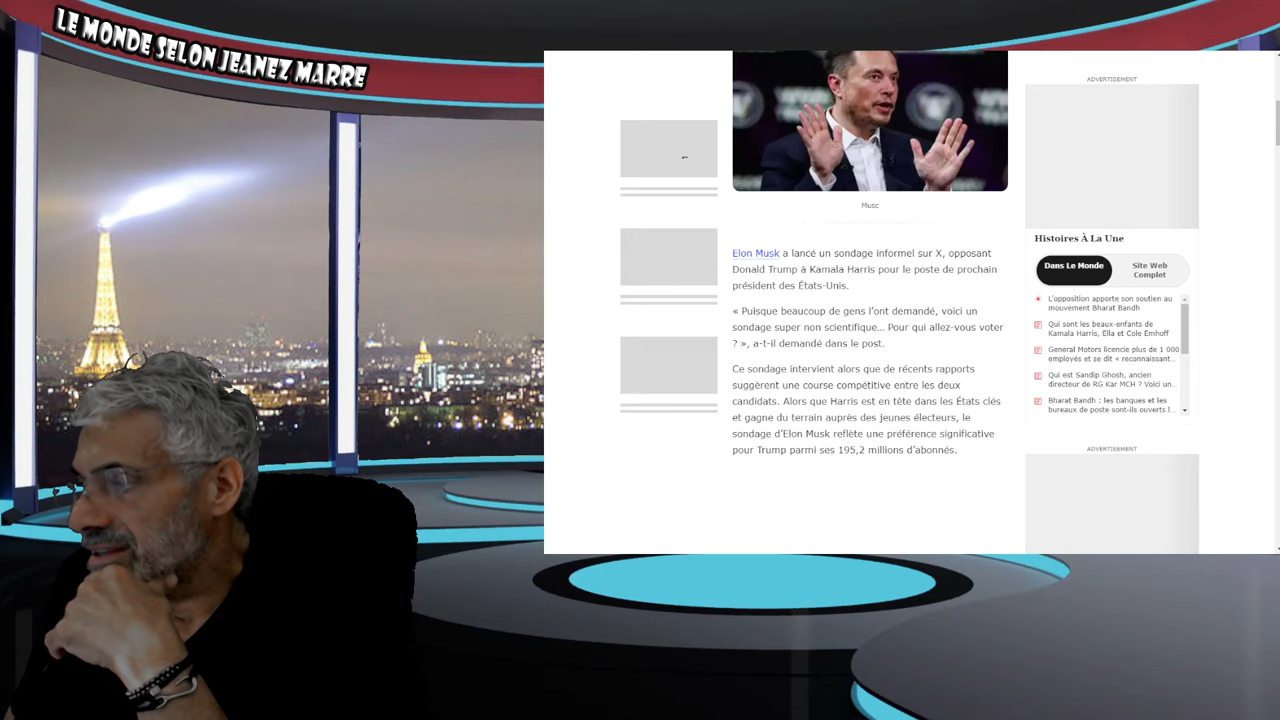 LE MONDE SELON JEANEZ MARRE
ADVERTISEMENT
Musc
Elon Musk a lancé un sondage informel sur X, opposant
Donald Trump à Kamala Harris pour le poste de prochain
président des États-Unis.
« Puisque beaucoup de gens l'ont demandé, voici un
sondage super non scientifique… Pour qui allez-vous voter
? », a-t-il demandé dans le post.
Ce sondage intervient alors que de récents rapports
suggèrent une course compétitive entre les deux
candidats. Alors que Harris est en tête dans les États clés
et gagne du terrain auprès des jeunes électeurs, le
sondage d'Elon Musk reflète une préférence significative
pour Trump parmi ses 195,2 millions d'abonnés.
Histoires À La Une
Dans Le Monde
Site Web
Complet
L'opposition apporte son soutien au
mouvement Bharat Bandh
Qui sont les beaux-enfants de
Kamala Harris, Ella et Cole Emhoff
General Motors licencie plus de 1 000
employés et se dit « reconnaissant…
Qui est Sandip Ghosh, ancien
directeur de RG Kar MCH ? Voici un…
Bharat Bandh : les banques et les
bureaux de poste sont-ils ouverts l…
ADVERTISEMENT